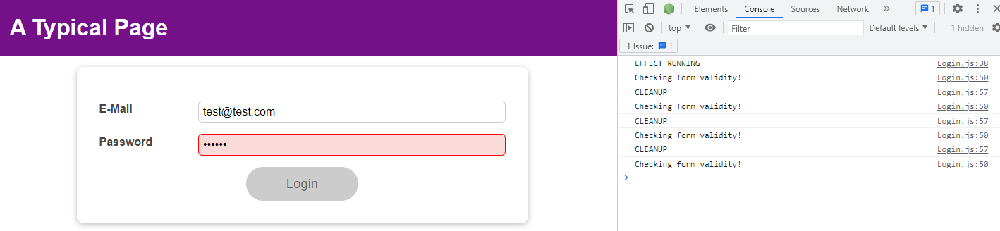 A Typical Page
E-Mail
test@test.com
Password
••••••
Login
Elements Console Sources Network » 1
top ▼ Filter Default levels ▼ 1 hidden
1 Issue: 1
EFFECT RUNNING Login.js:38
Checking form validity! Login.js:50
CLEANUP Login.js:57
Checking form validity! Login.js:50
CLEANUP Login.js:57
Checking form validity! Login.js:50
CLEANUP Login.js:57
Checking form validity! Login.js:50